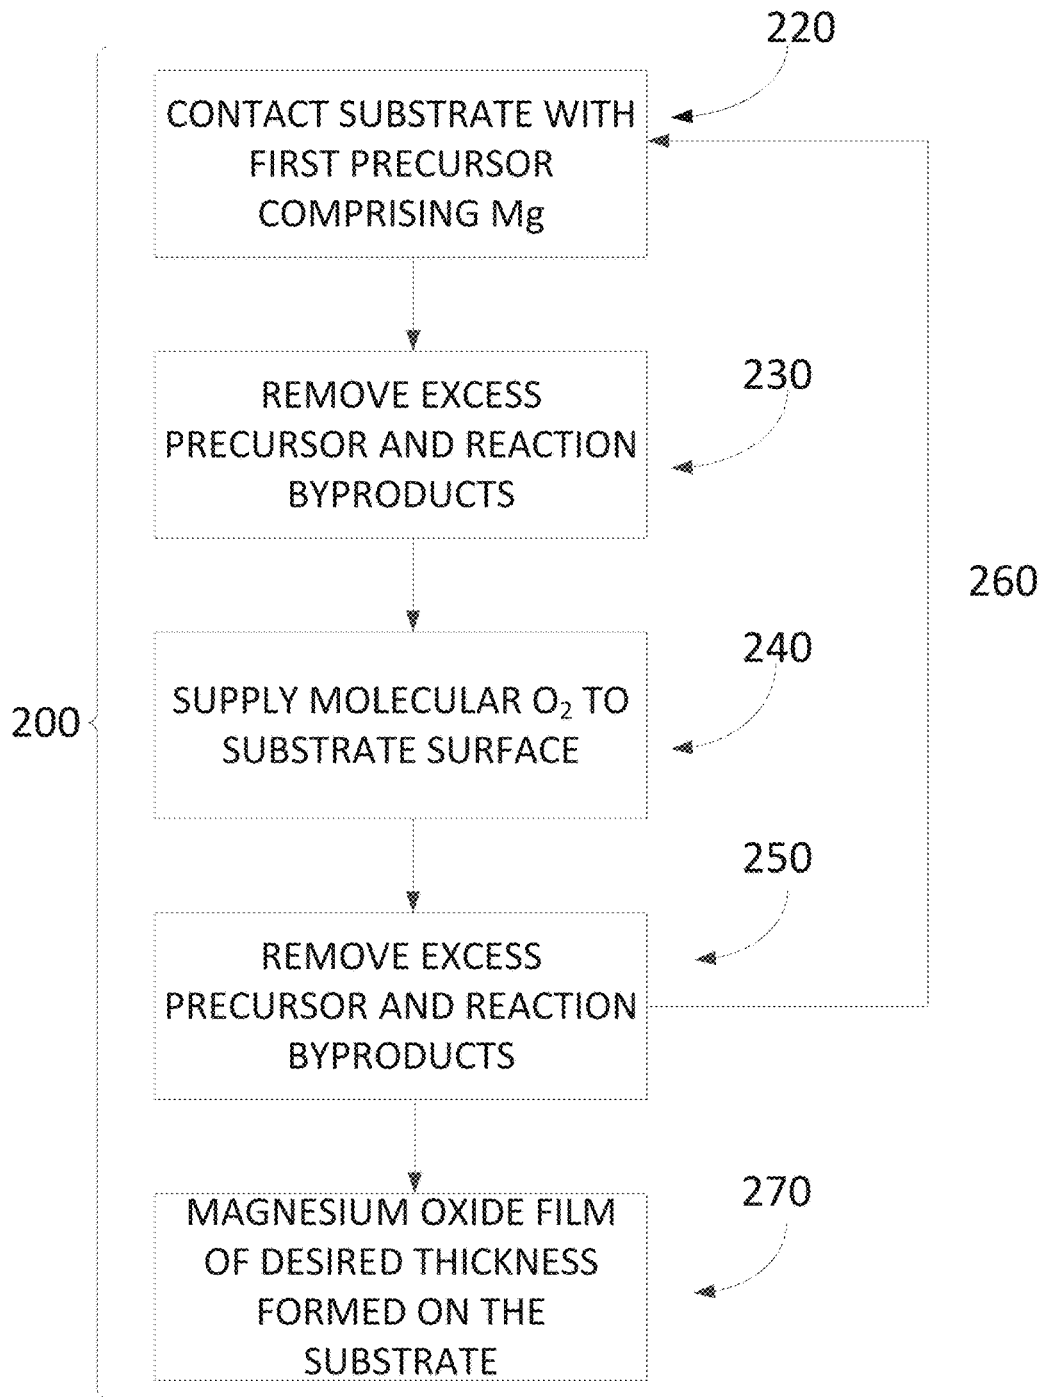 220
CONTACT SUBSTRATE WITH
FIRST PRECURSOR
COMPRISING Mg
230
REMOVE EXCESS
PRECURSOR AND REACTION
BYPRODUCTS
260
240
200
SUPPLY MOLECULAR O₂ TO
SUBSTRATE SURFACE
250
REMOVE EXCESS
PRECURSOR AND REACTION
BYPRODUCTS
270
MAGNESIUM OXIDE FILM
OF DESIRED THICKNESS
FORMED ON THE
SUBSTRATE